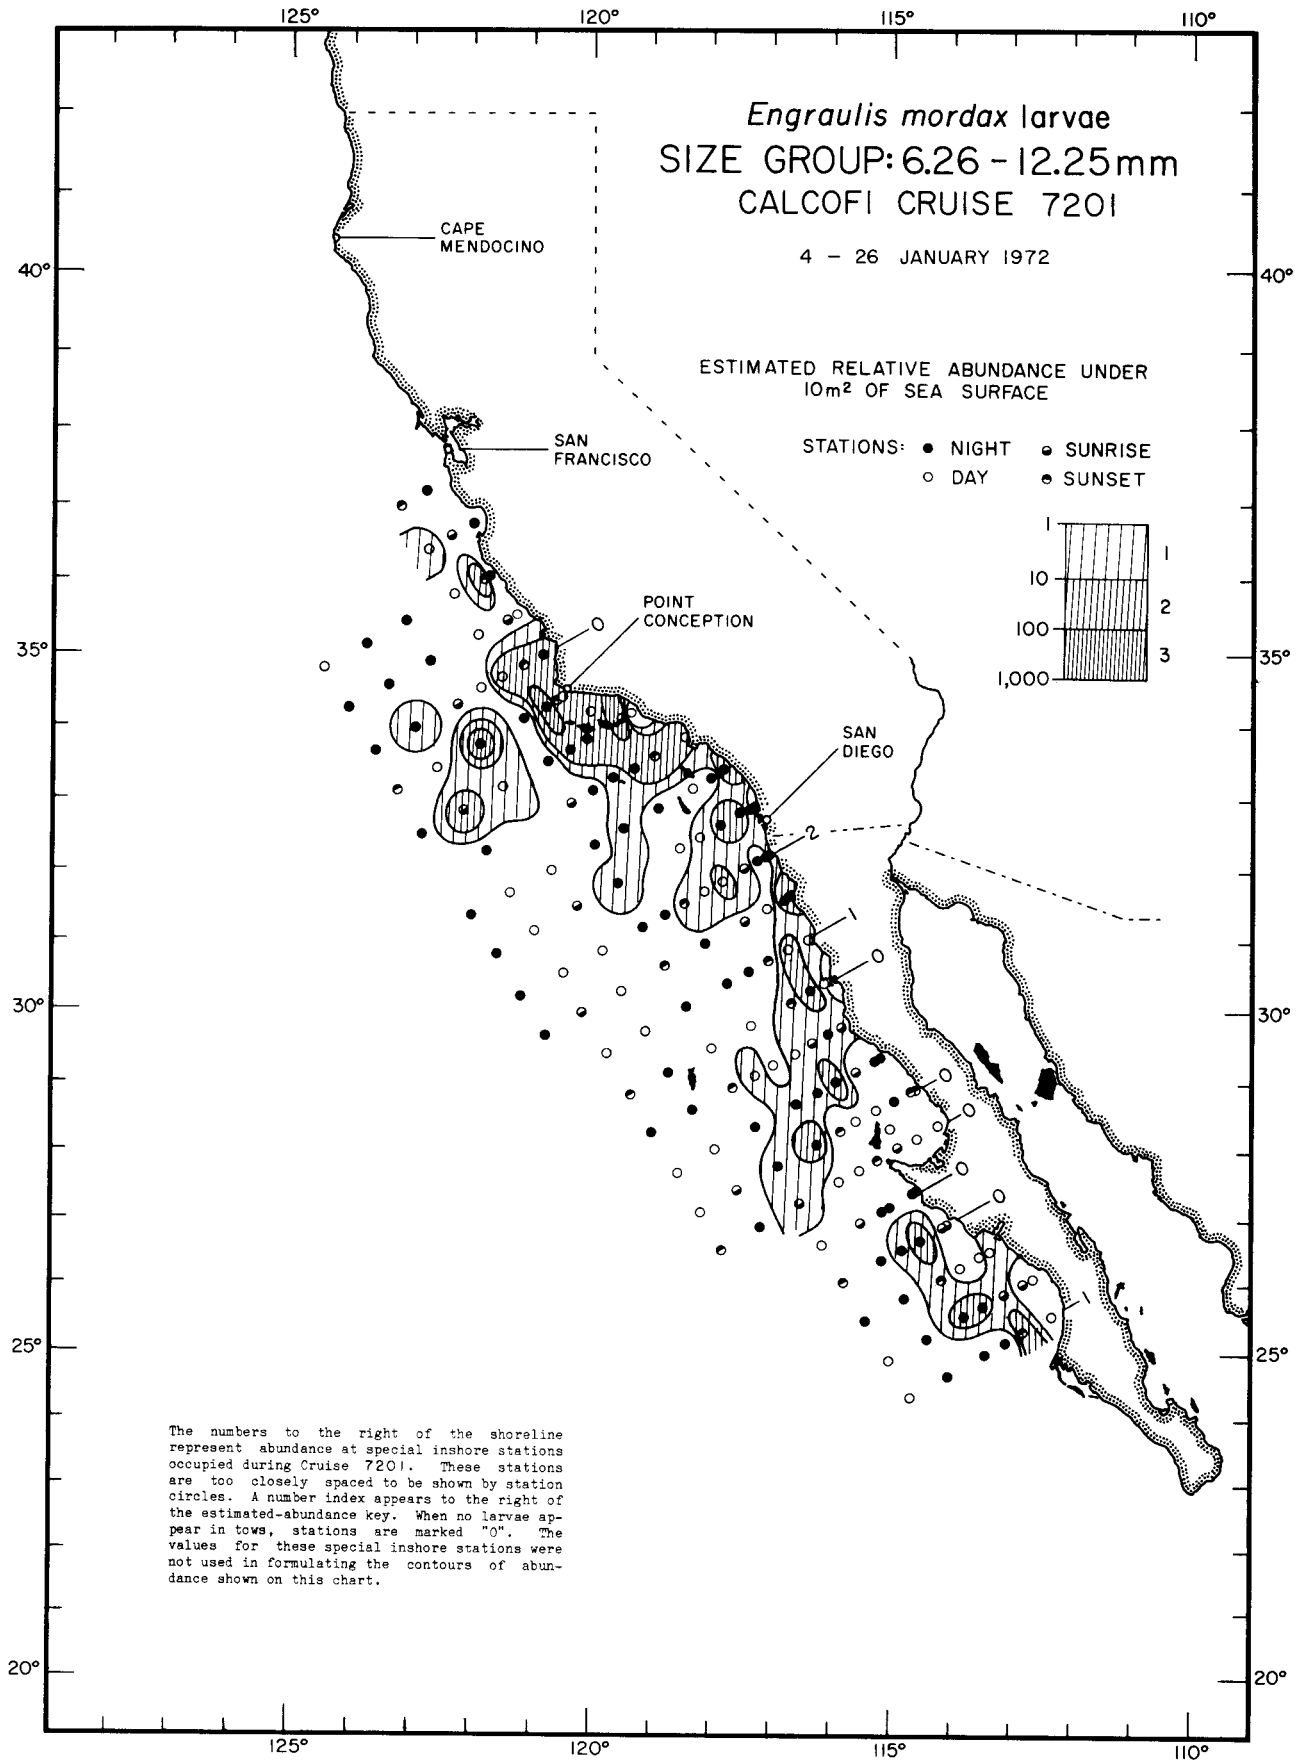 125° 120° 115° 110°
Engraulis mordax larvae
SIZE GROUP: 6.26 - 12.25mm
CALCOFI CRUISE 7201
4 - 26 JANUARY 1972
CAPE
MENDOCINO
40° 40°
ESTIMATED RELATIVE ABUNDANCE UNDER
10m² OF SEA SURFACE
STATIONS: ● NIGHT SUNRISE
○ DAY SUNSET
SAN
FRANCISCO
1
1
10
2
100
3
1,000
POINT
CONCEPTION
0
35° 35°
SAN
DIEGO
2
1
0
30° 30°
0
0
0
0
1
25° 25°
The numbers to the right of the shoreline
represent abundance at special inshore stations
occupied during Cruise 7201. These stations
are too closely spaced to be shown by station
circles. A number index appears to the right of
the estimated-abundance key. When no larvae ap-
pear in tows, stations are marked "0". The
values for these special inshore stations were
not used in formulating the contours of abun-
dance shown on this chart.
20° 20°
125° 120° 115° 110°